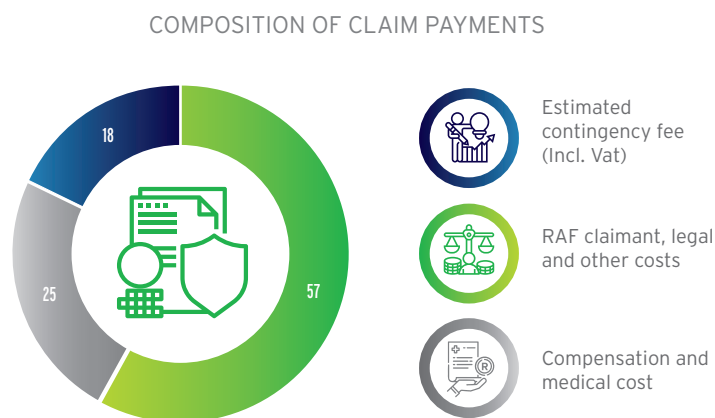 COMPOSITION OF CLAIM PAYMENTS
18
25
57
Estimated
contingency fee
(Incl. Vat)
RAF claimant, legal
and other costs
R
Compensation and
medical cost